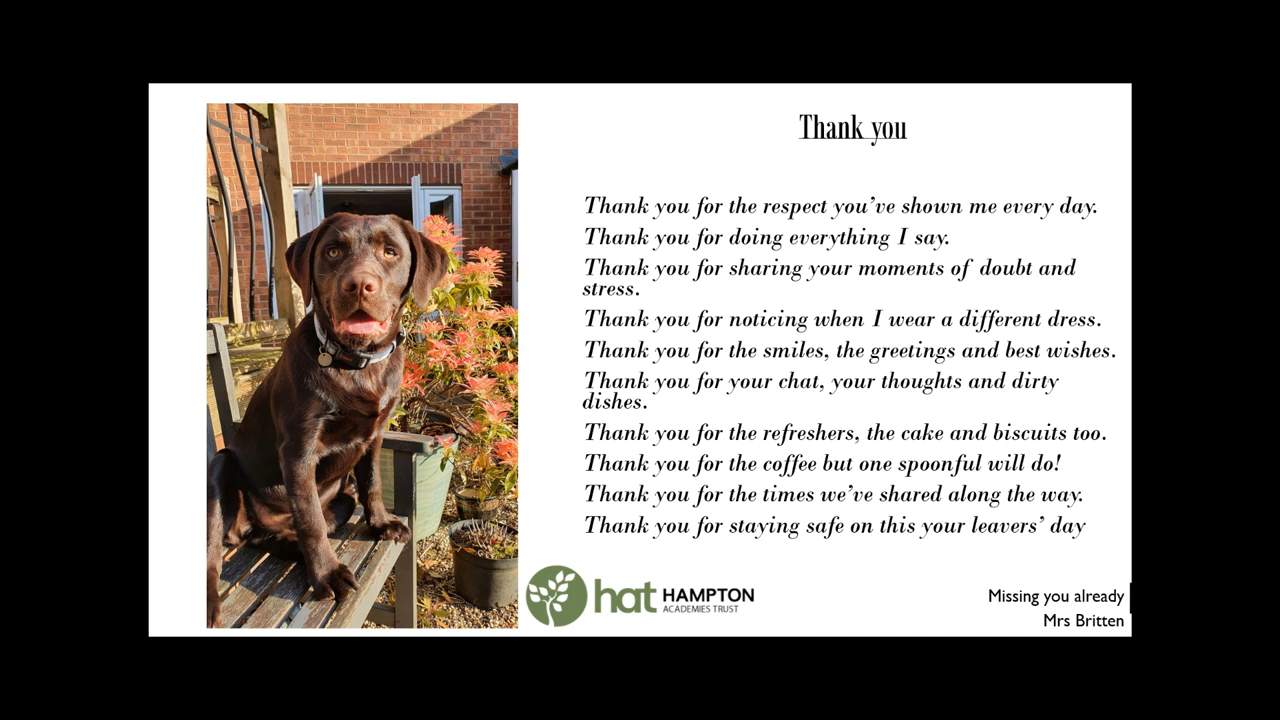 Thank you
Thank you for the respect you’ve shown me every day.
Thank you for doing everything I say.
Thank you for sharing your moments of doubt and
stress.
Thank you for noticing when I wear a different dress.
Thank you for the smiles, the greetings and best wishes.
Thank you for your chat, your thoughts and dirty
dishes.
Thank you for the refreshers, the cake and biscuits too.
Thank you for the coffee but one spoonful will do!
Thank you for the times we’ve shared along the way.
Thank you for staying safe on this your leavers’ day
hat HAMPTON
ACADEMIES TRUST
Missing you already
Mrs Britten